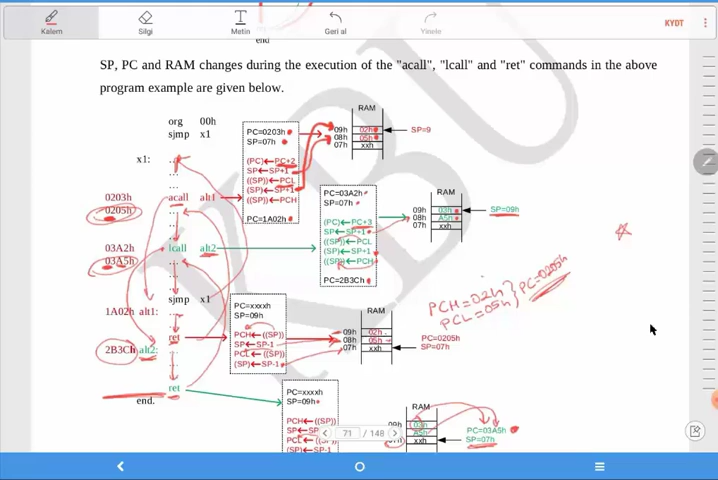 Kalem
Silgi
Metin
Geri al
Yinele
KYDT
end
SP, PC and RAM changes during the execution of the "acall", "lcall" and "ret" commands in the above
program example are given below.
org 00h
sjmp x1
x1: ...
...
...
0203h acall alt1
0205h ...
...
03A2h lcall alt2
03A5h ...
...
sjmp x1
1A02h alt1: ...
...
ret
2B3Ch alt2: ...
...
ret
end.
PC=0203h
SP=07h
(PC)←PC+2
SP←SP+1
((SP))←PCL
(SP)←SP+1
((SP))←PCH
PC=1A02h
RAM
09h 02h
08h 05h
07h xxh
SP=9
PC=03A2h
SP=07h
(PC)←PC+3
SP←SP+1
((SP))←PCL
(SP)←SP+1
((SP))←PCH
PC=2B3Ch
RAM
09h 03h
08h A5h
07h xxh
SP=09h
PCH=02h
PCL=05h
PC=0205h
PC=xxxxh
SP=09h
PCH←((SP))
SP←SP-1
PCL←((SP))
(SP)←SP-1
RAM
09h 02h
08h 05h
07h xxh
PC=0205h
SP=07h
PC=xxxxh
SP=09h
PCH←((SP))
(SP)←SP-1
RAM
09h 03h
A5h
07h xxh
PC=03A5h
SP=07h
71 / 148
KBU